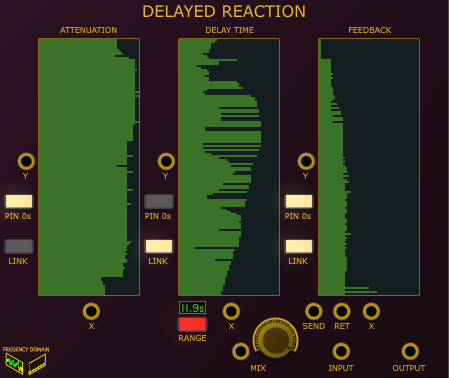 DELAYED REACTION
ATTENUATION DELAY TIME FEEDBACK
Y Y Y
PIN 0s PIN 0s PIN 0s
LINK LINK LINK
11.9s
X RANGE X SEND RET X
MIX INPUT OUTPUT
FREQENCY DOMAIN